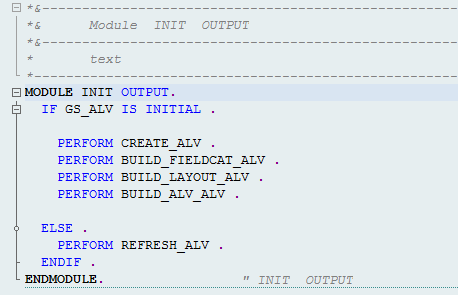 *&---------------------------------------------------------------
*&      Module  INIT  OUTPUT
*&---------------------------------------------------------------
*       text
*----------------------------------------------------------------
MODULE INIT OUTPUT.
  IF GS_ALV IS INITIAL .
    PERFORM CREATE_ALV .
    PERFORM BUILD_FIELDCAT_ALV .
    PERFORM BUILD_LAYOUT_ALV .
    PERFORM BUILD_ALV_ALV .
  ELSE .
    PERFORM REFRESH_ALV .
  ENDIF .
ENDMODULE.                 " INIT  OUTPUT